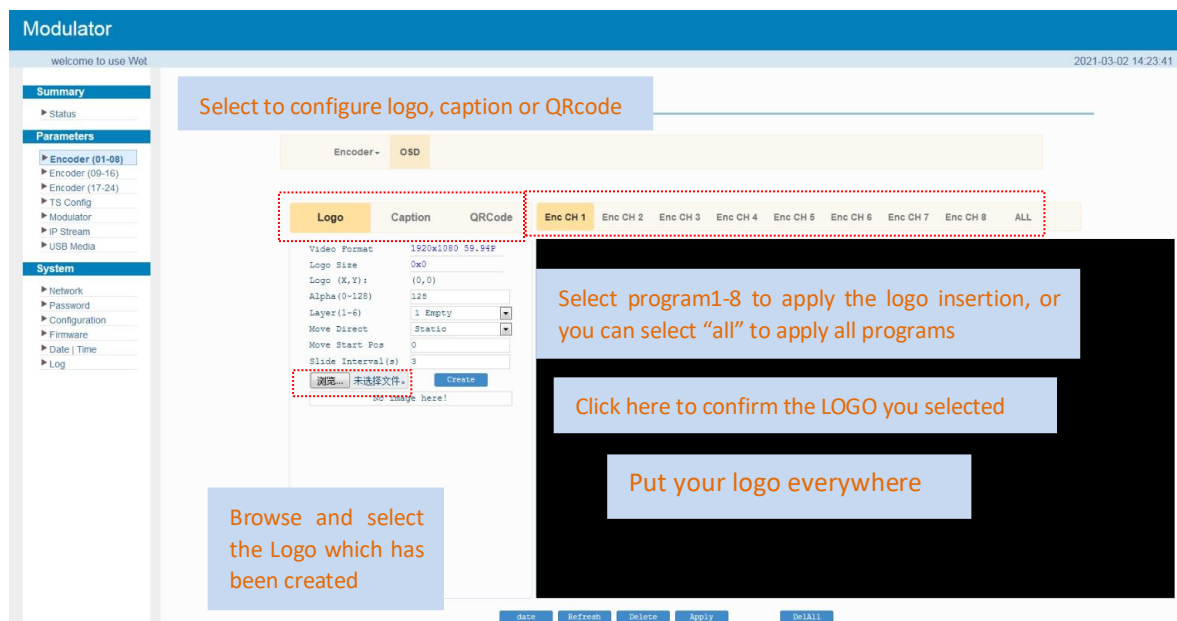 Modulator
welcome to use Wet
2021-03-02 14:23:41
Summary
Status
Parameters
Encoder (01-08)
Encoder (09-16)
Encoder (17-24)
TS Config
Modulator
IP Stream
USB Media
System
Network
Password
Configuration
Firmware
Date | Time
Log
Select to configure logo, caption or QRcode
Encoder OSD
Logo Caption QRCode
Enc CH 1 Enc CH 2 Enc CH 3 Enc CH 4 Enc CH 5 Enc CH 6 Enc CH 7 Enc CH 8 ALL
Video Format 1920x1080 59.94P
Logo Size 0x0
Logo (X,Y): (0,0)
Alpha(0~128) 128
Layer(1~6) 1 Empty
Move Direct Static
Move Start Pos 0
Slide Interval(s) 3
浏览... 未选择文件。 Create
No image here!
Select program1-8 to apply the logo insertion, or
you can select “all” to apply all programs
Click here to confirm the LOGO you selected
Put your logo everywhere
Browse and select
the Logo which has
been created
date Refresh Delete Apply DelAll